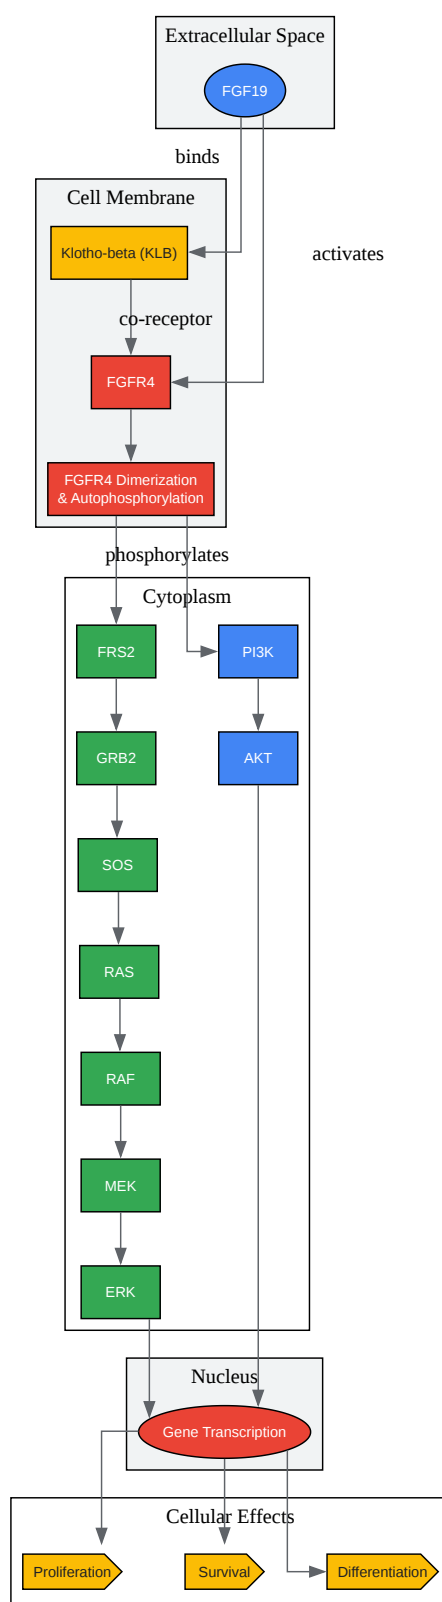 Extracellular Space
FGF19
binds
Cell Membrane
Klotho-beta (KLB)
activates
co-receptor
FGFR4
FGFR4 Dimerization
& Autophosphorylation
phosphorylates
Cytoplasm
FRS2
PI3K
GRB2
AKT
SOS
RAS
RAF
MEK
ERK
Nucleus
Gene Transcription
Cellular Effects
Proliferation
Survival
Differentiation